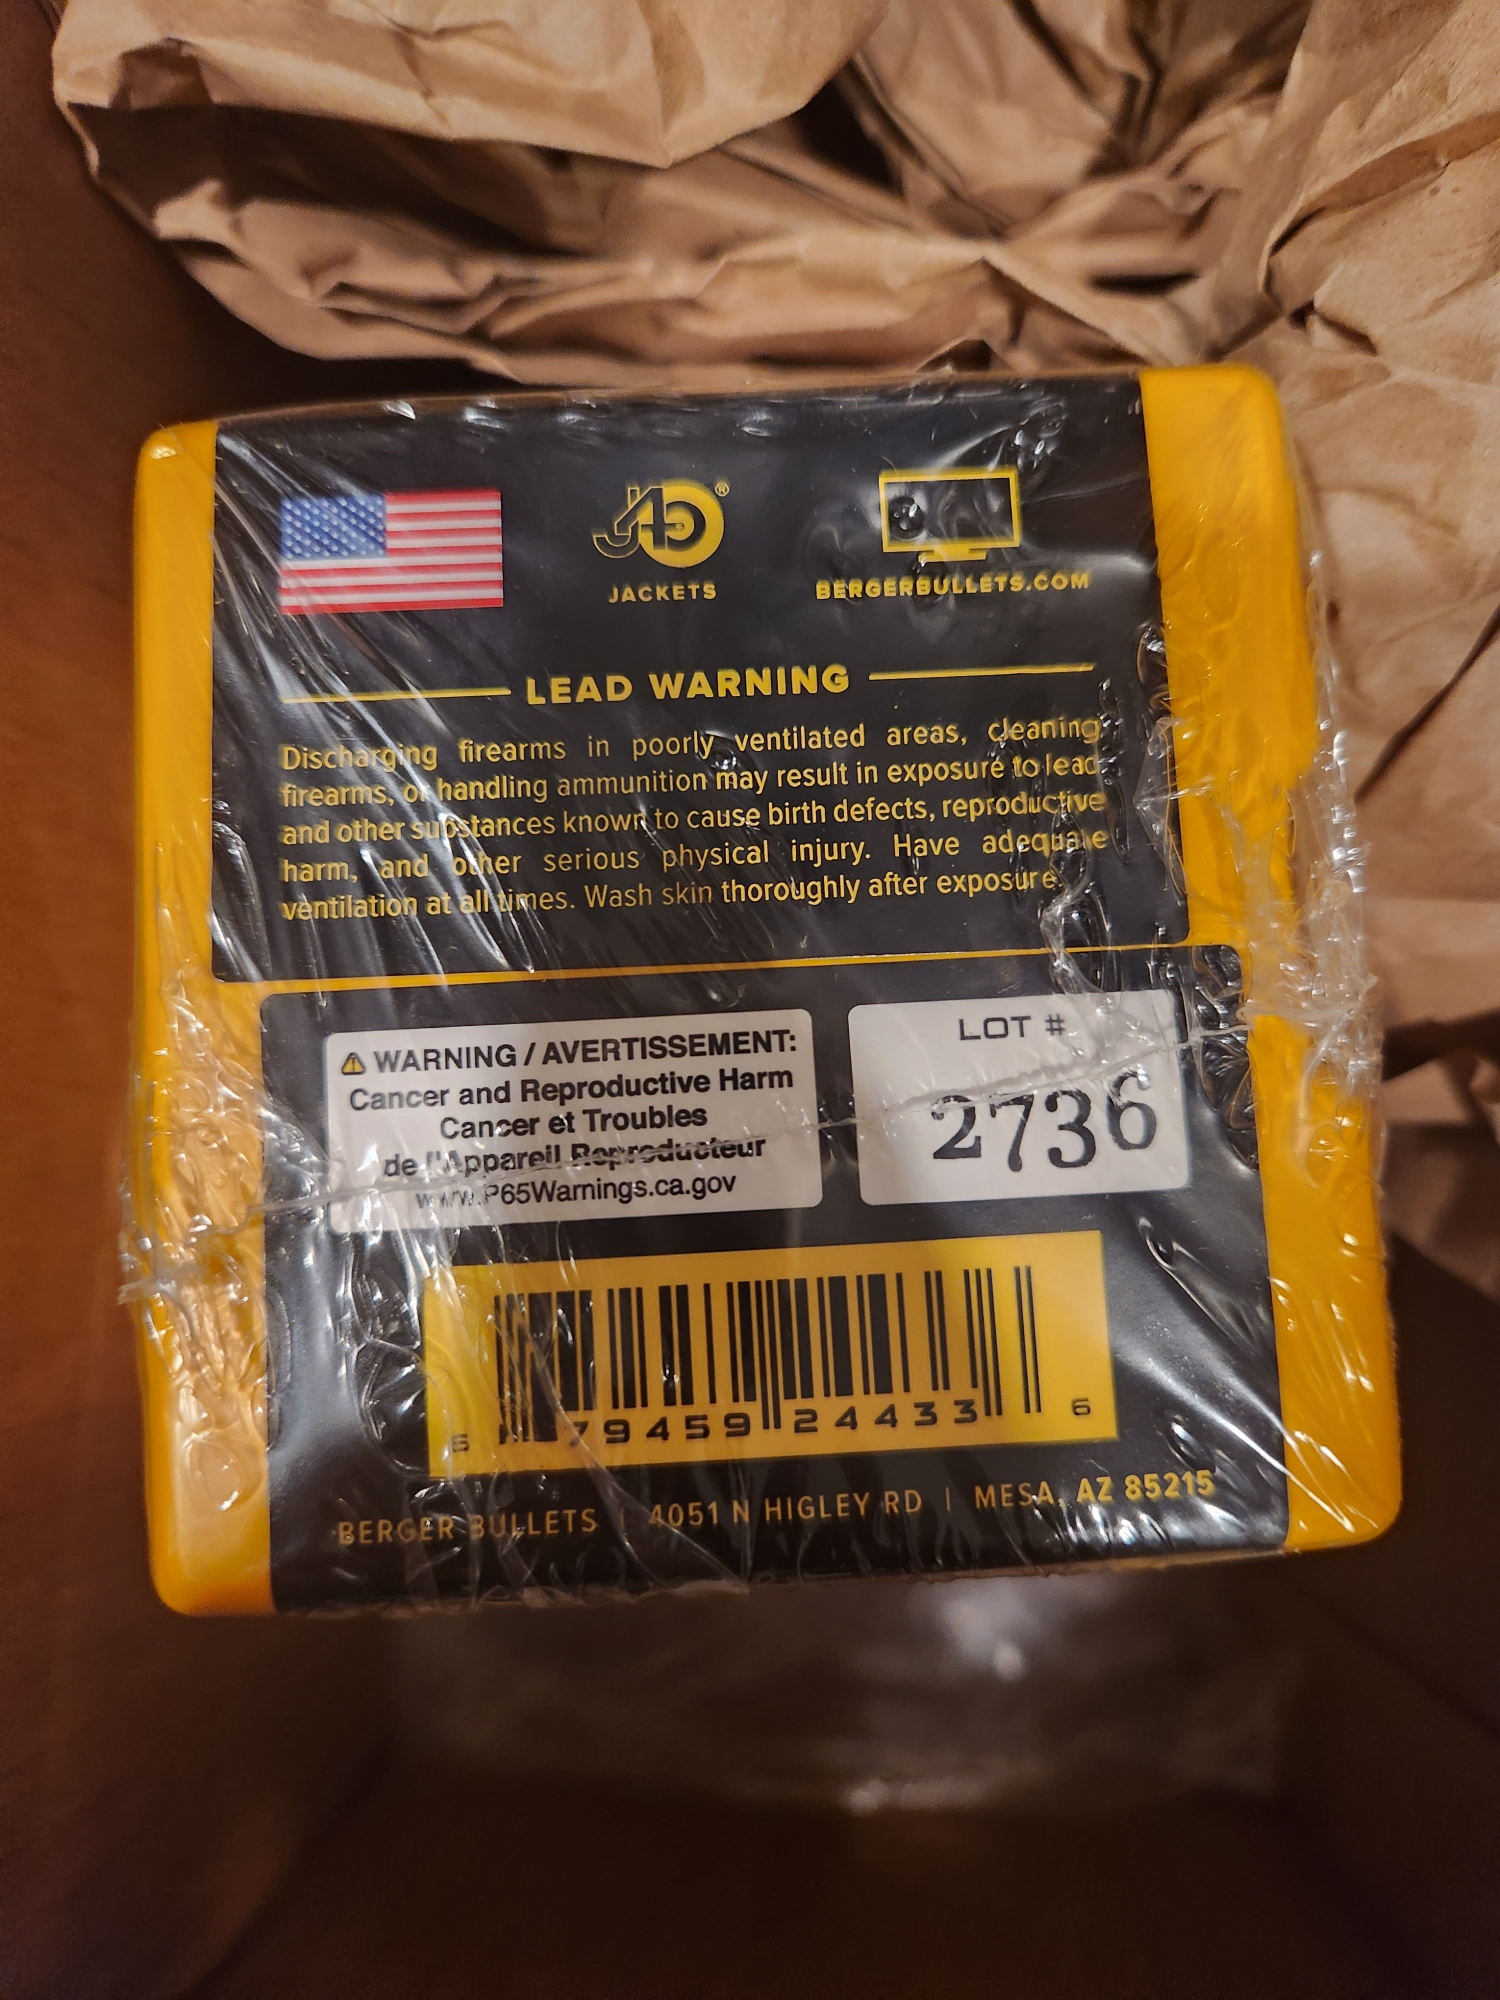 J4 ®
JACKETS
BERGERBULLETS.COM
LEAD WARNING
Discharging firearms in poorly ventilated areas, cleaning
firearms, or handling ammunition may result in exposure to lead
and other substances known to cause birth defects, reproductive
harm, and other serious physical injury. Have adequate
ventilation at all times. Wash skin thoroughly after exposure.
⚠ WARNING / AVERTISSEMENT:
Cancer and Reproductive Harm
Cancer et Troubles
de l'Appareil Reproducteur
www.P65Warnings.ca.gov
LOT #
2736
6 79459 24433 6
BERGER BULLETS | 4051 N HIGLEY RD | MESA, AZ 85215